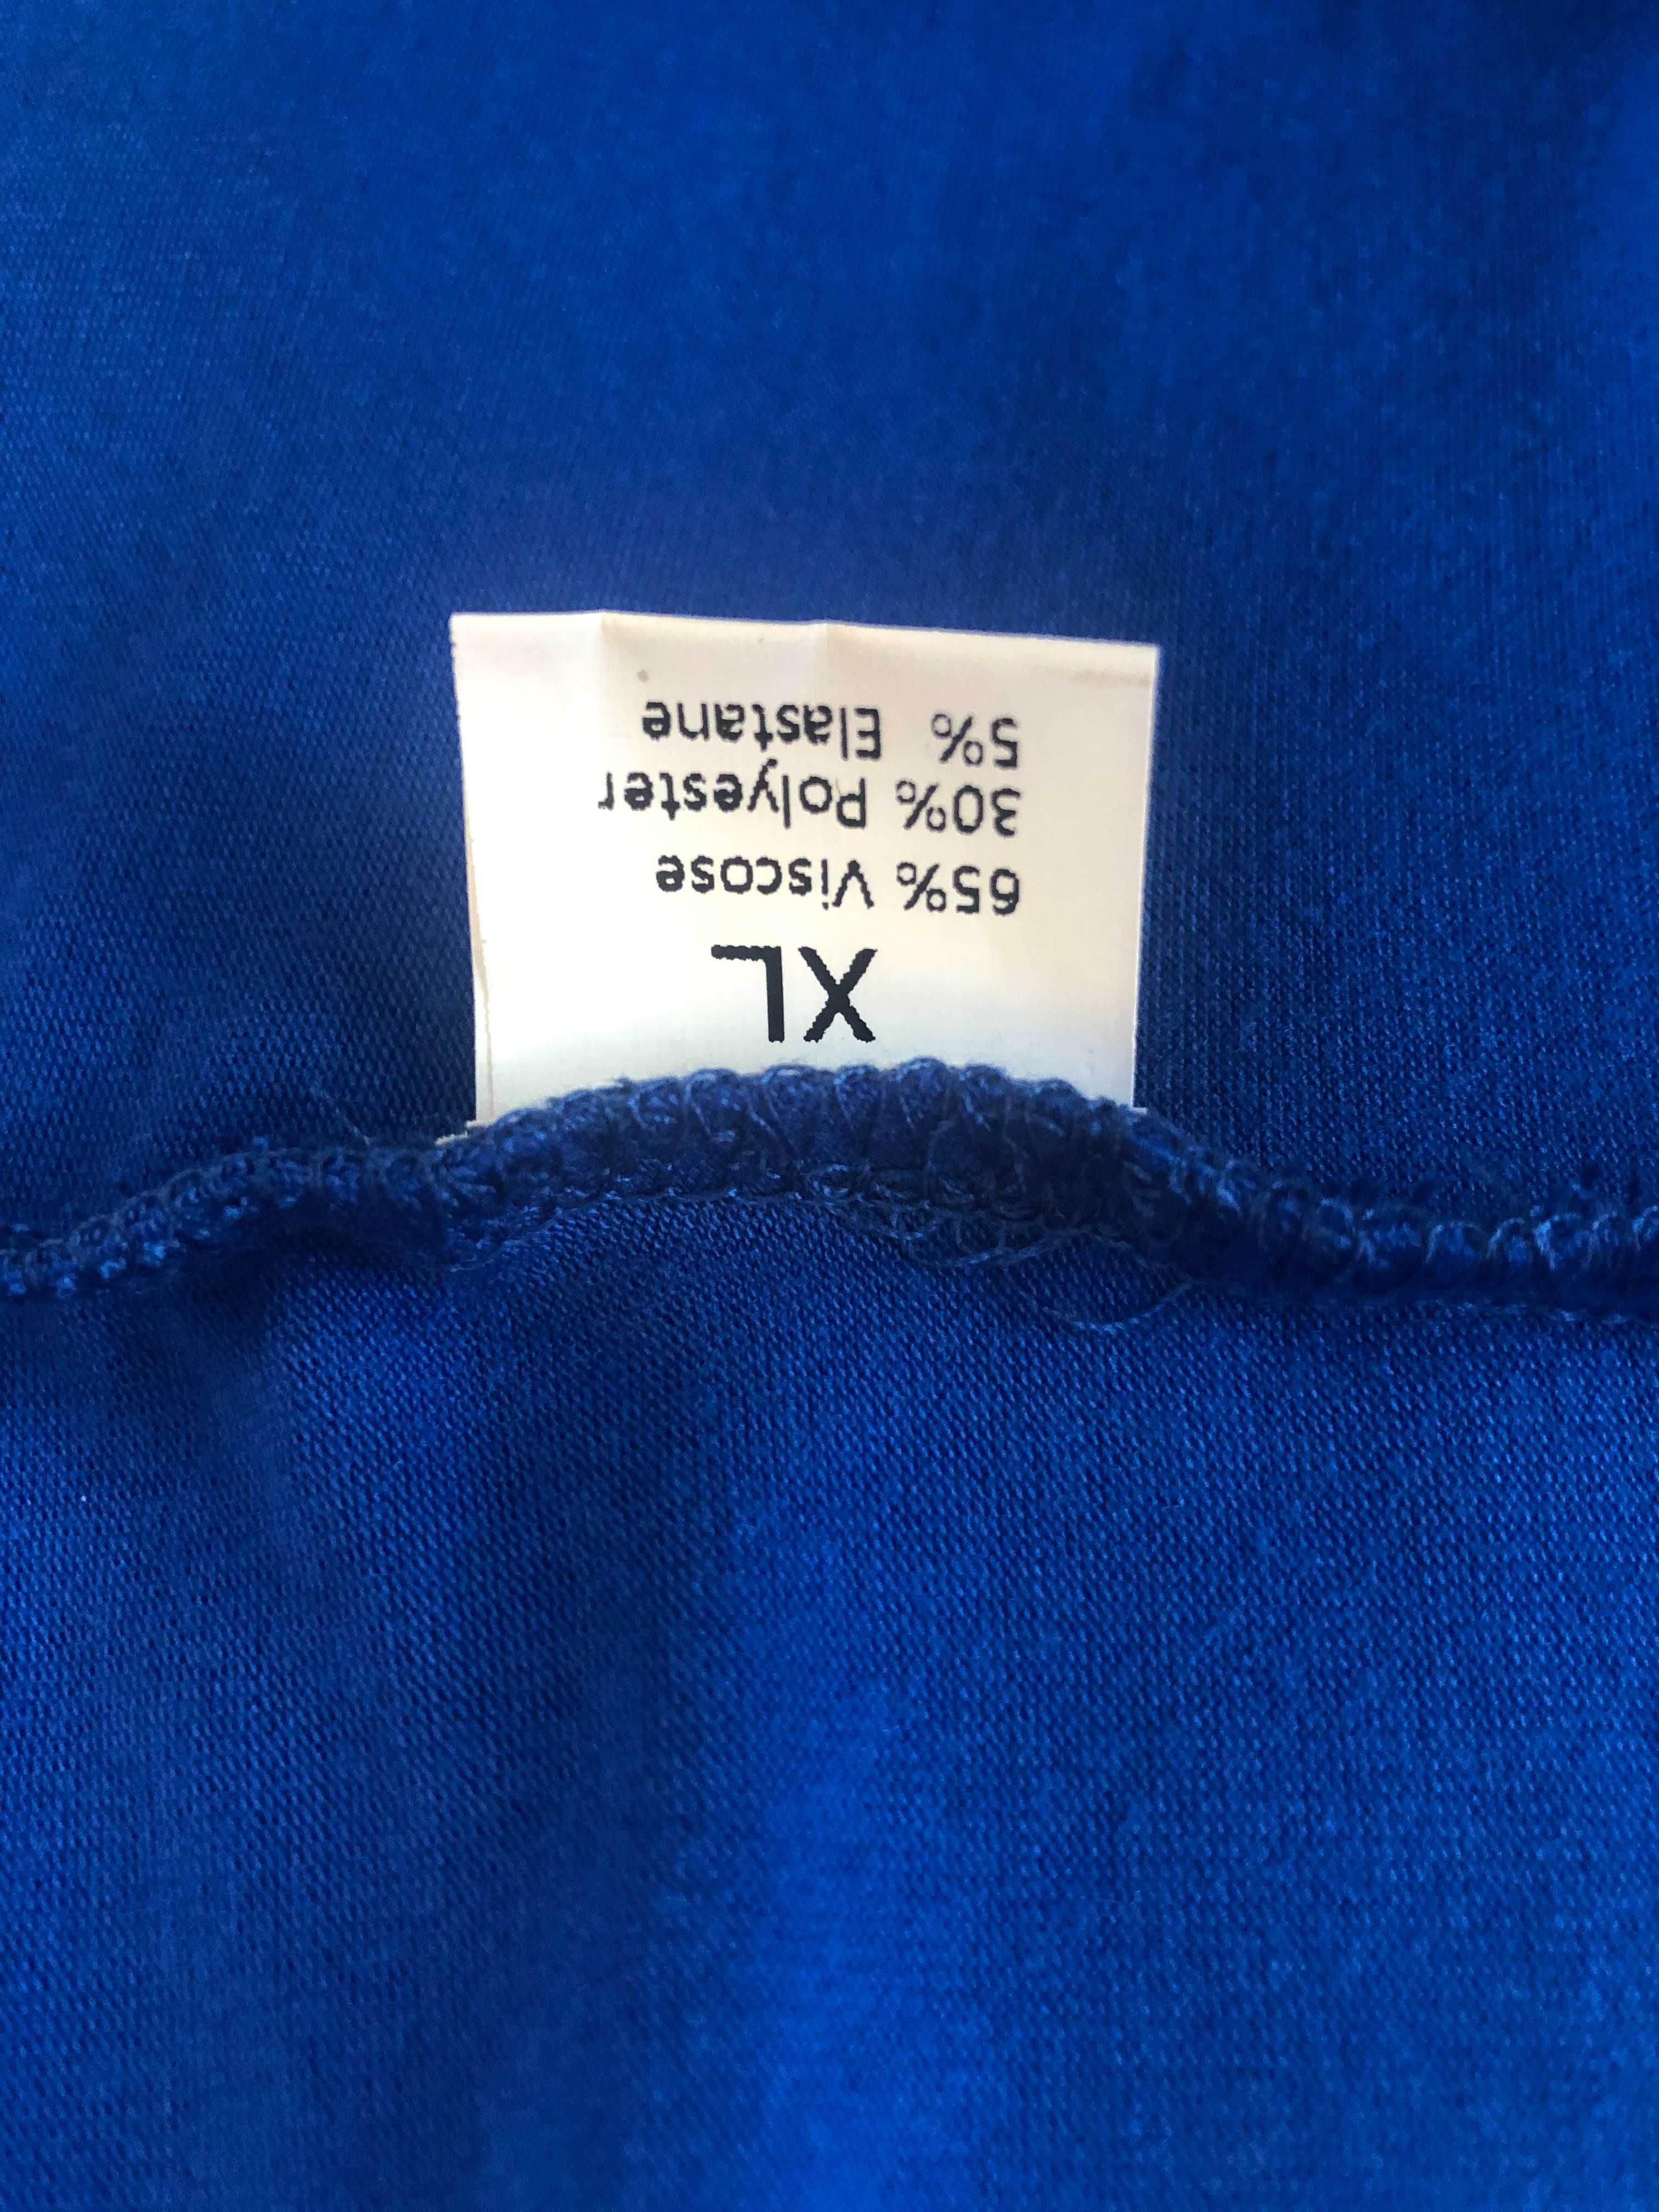 XL
65% Viscose
30% Polyester
5% Elastane